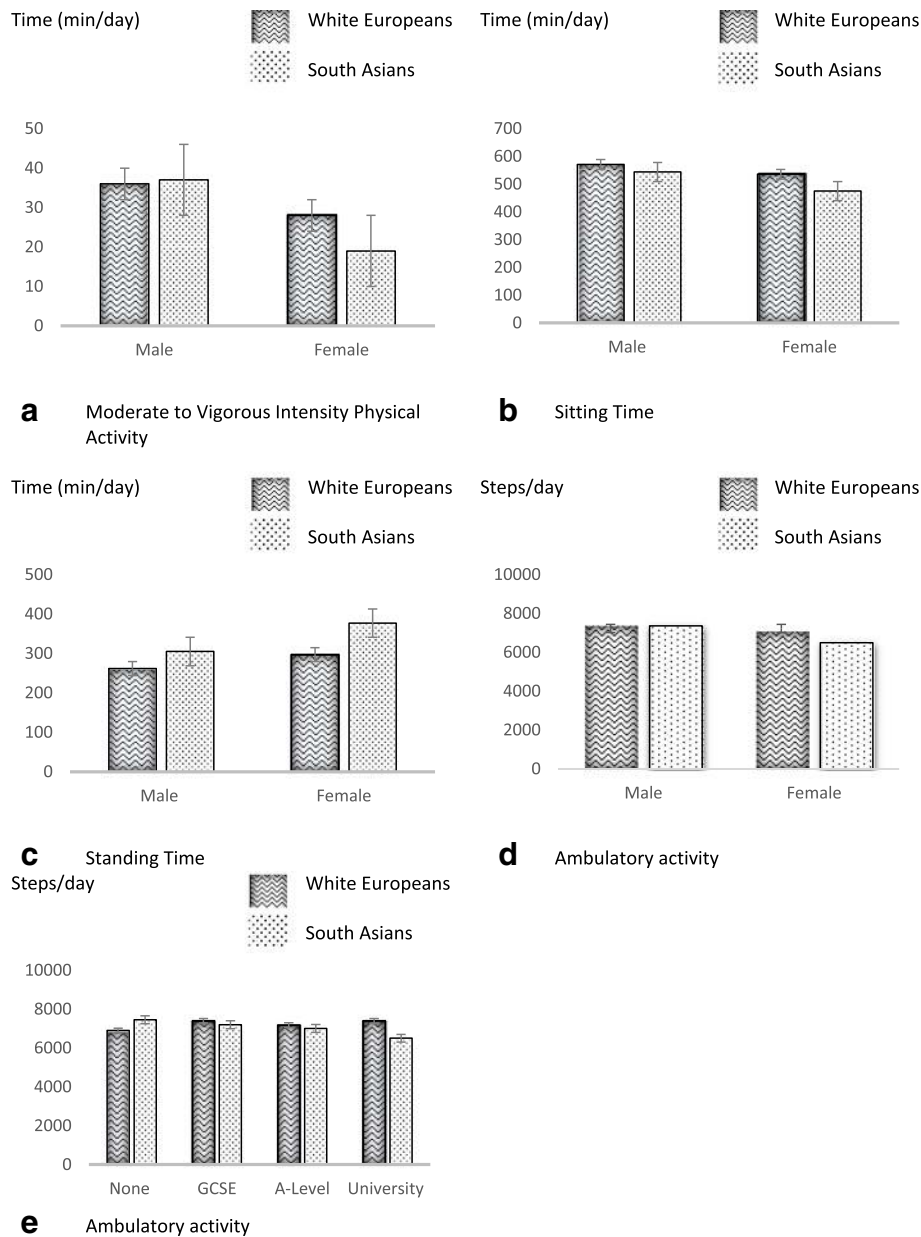 Time (min/day)
White Europeans
South Asians
50
40
30
20
10
0
Male
Female
a
Moderate to Vigorous Intensity Physical
Activity
Time (min/day)
White Europeans
South Asians
700
600
500
400
300
200
100
0
Male
Female
b
Sitting Time
Time (min/day)
White Europeans
South Asians
500
400
300
200
100
0
Male
Female
c
Standing Time
Steps/day
White Europeans
South Asians
10000
8000
6000
4000
2000
0
Male
Female
d
Ambulatory activity
Steps/day
White Europeans
South Asians
10000
8000
6000
4000
2000
0
None
GCSE
A-Level
University
e
Ambulatory activity